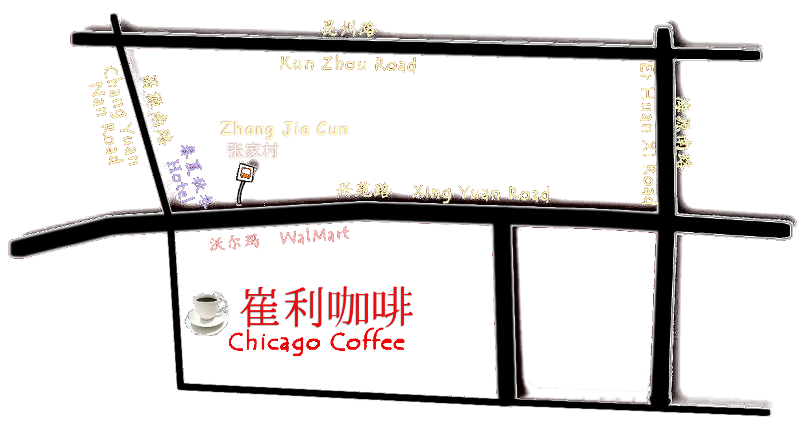 昆州路
Kun Zhou Road
Chang Yuan
Nan Road
Er Huan Xi Road
Zhang Jia Cun
张家村
Hotel
Xing Yuan Road
沃尔玛 WalMart
崔利咖啡
Chicago Coffee